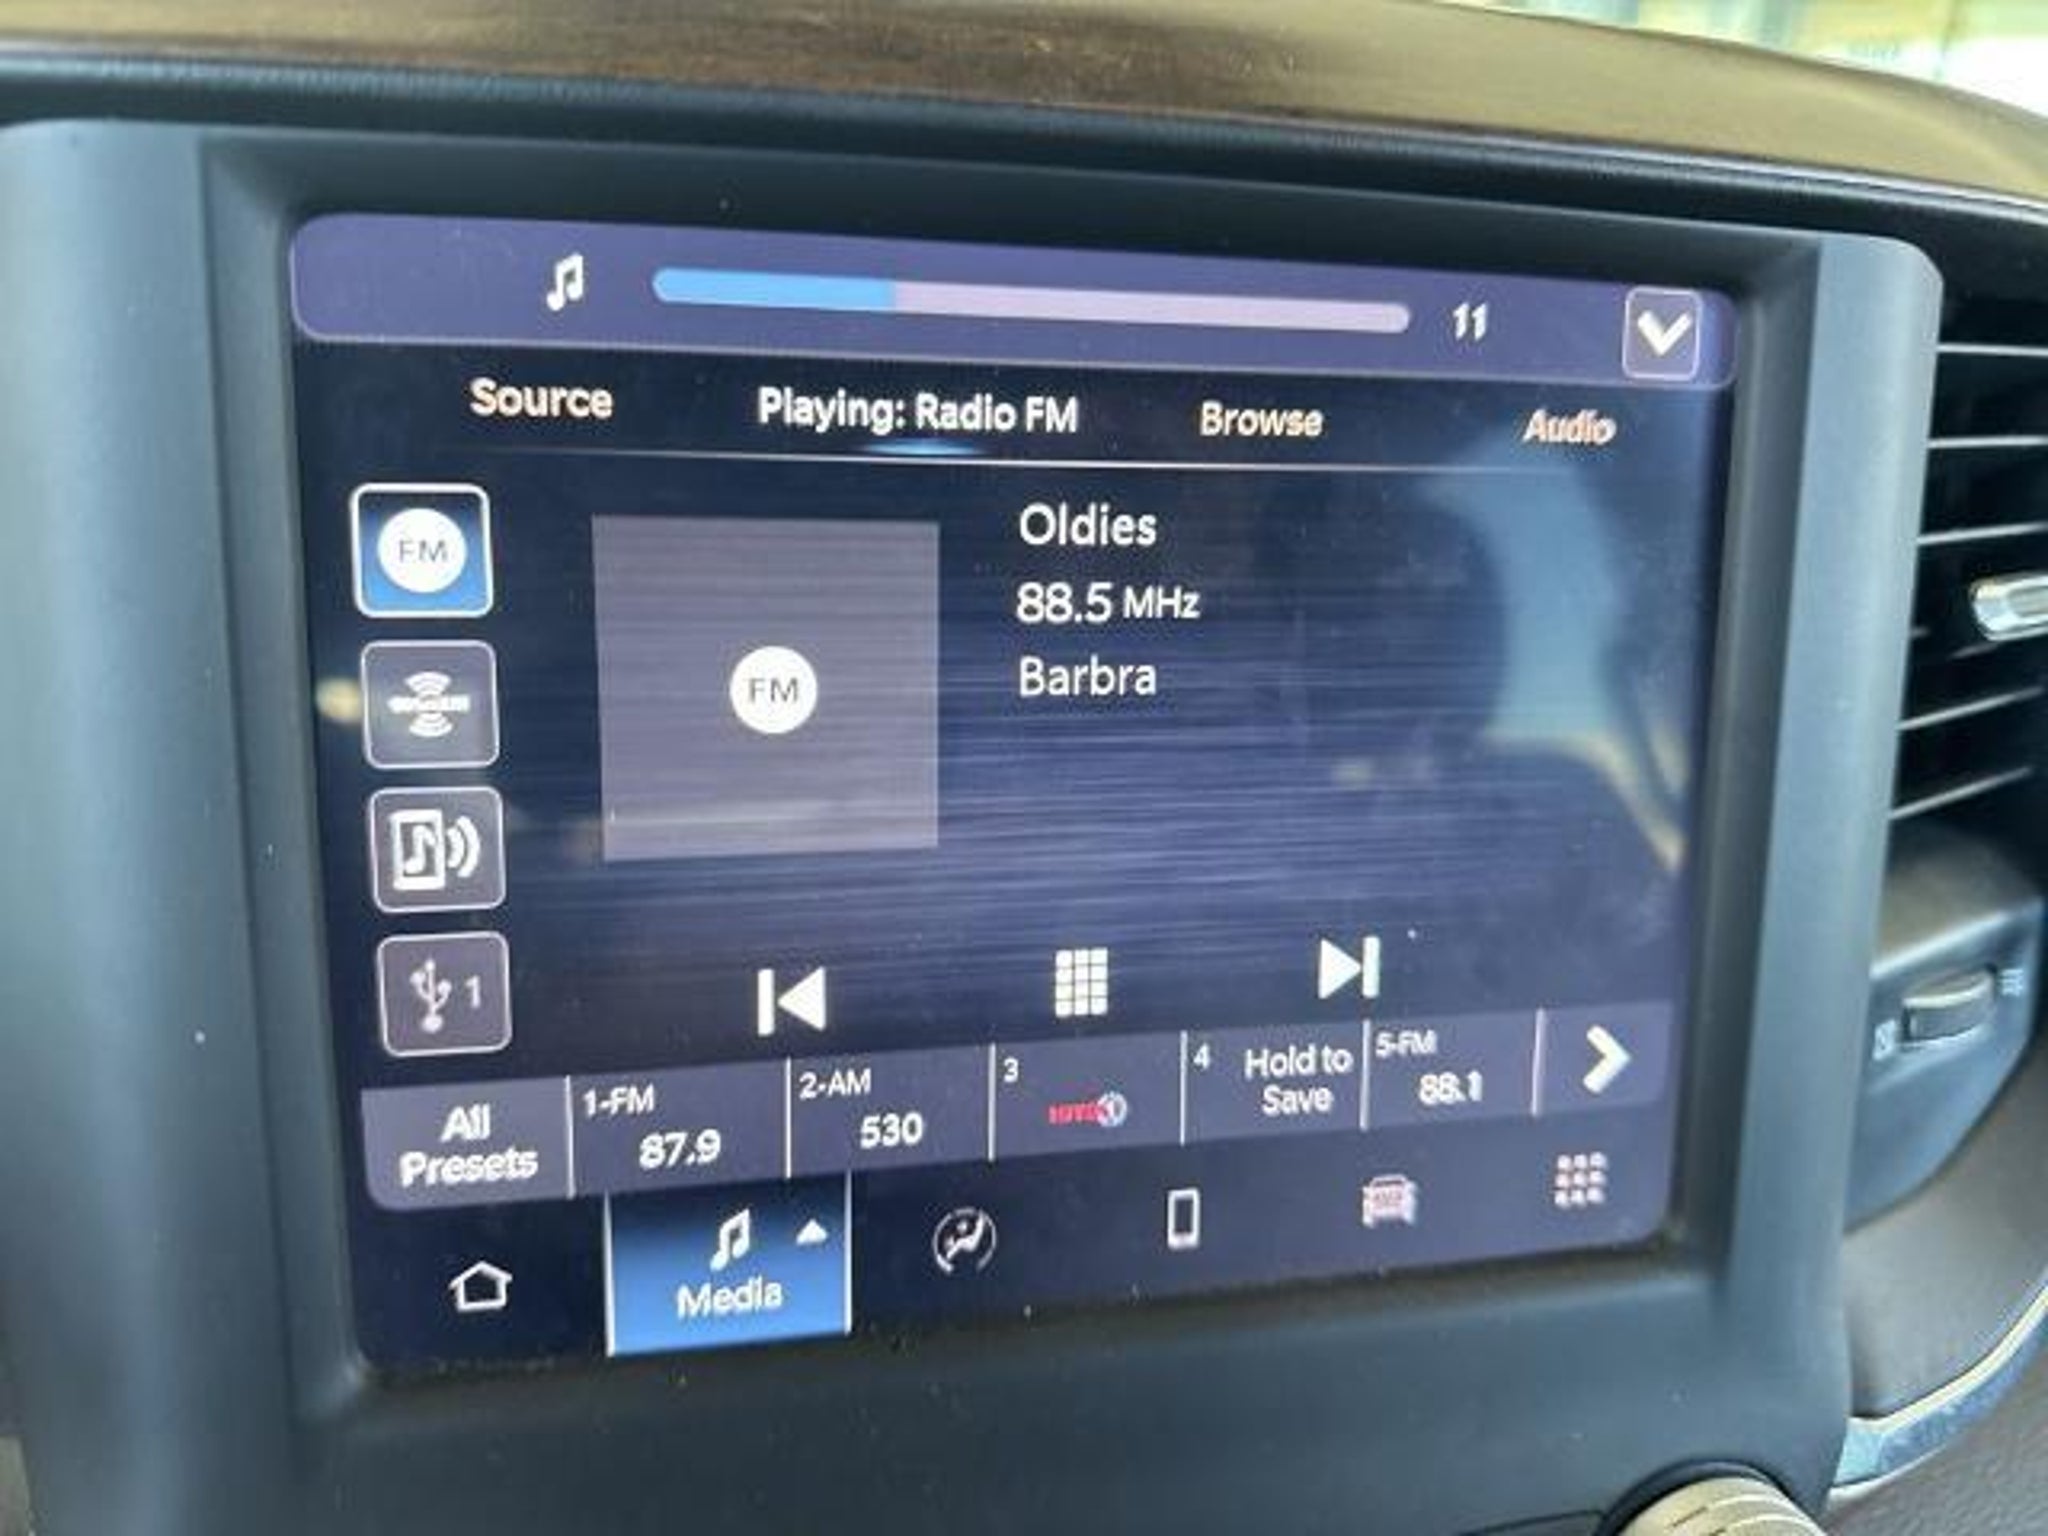 11
Source Playing: Radio FM Browse Audio
FM
Oldies
88.5 MHz
FM
Barbra
1
All
Presets
1-FM
87.9
2-AM
530
3
4
Hold to
Save
5-FM
88.1
Media